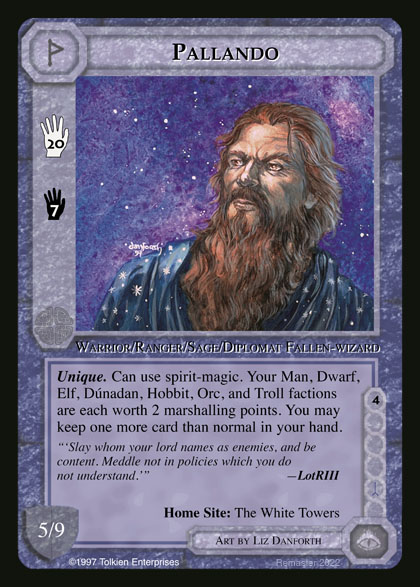 ᚹ
PALLANDO
20
7
danforth
97
WARRIOR/RANGER/SAGE/DIPLOMAT FALLEN-WIZARD
Unique. Can use spirit-magic. Your Man, Dwarf,
Elf, Dúnadan, Hobbit, Orc, and Troll factions
are each worth 2 marshalling points. You may
keep one more card than normal in your hand.
“‘Slay whom your lord names as enemies, and be
content. Meddle not in policies which you do
not understand.’” —LotRIII
4
Home Site: The White Towers
5/9
ART BY LIZ DANFORTH
©1997 Tolkien Enterprises
Remaster 2022